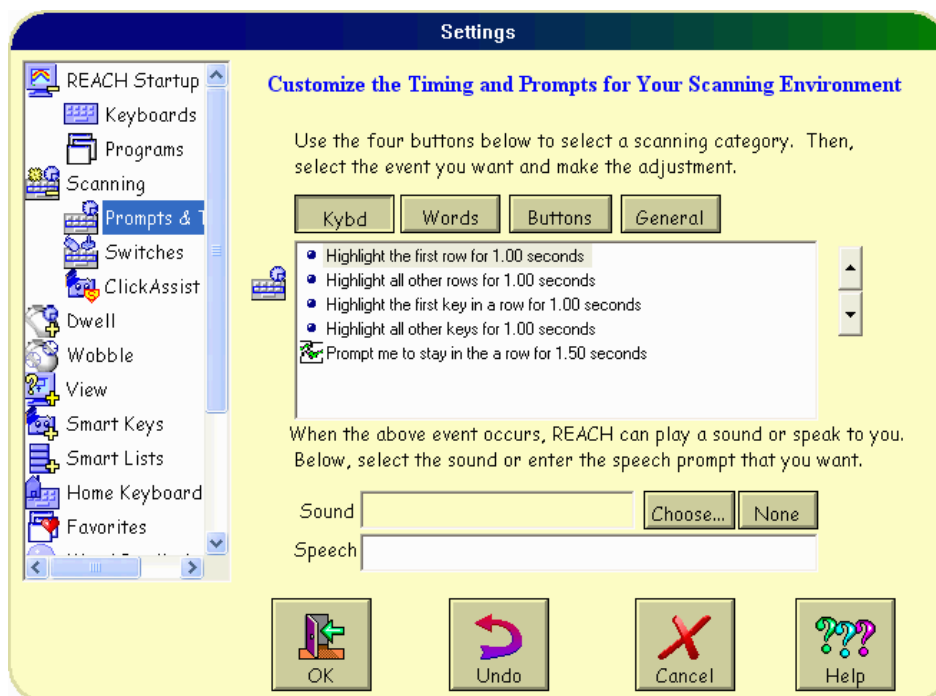 Settings
REACH Startup
Keyboards
Programs
Scanning
Prompts & T
Switches
ClickAssist
Dwell
Wobble
View
Smart Keys
Smart Lists
Home Keyboard
Favorites
Customize the Timing and Prompts for Your Scanning Environment
Use the four buttons below to select a scanning category. Then,
select the event you want and make the adjustment.
Kybd Words Buttons General
Highlight the first row for 1.00 seconds
Highlight all other rows for 1.00 seconds
Highlight the first key in a row for 1.00 seconds
Highlight all other keys for 1.00 seconds
Prompt me to stay in the a row for 1.50 seconds
When the above event occurs, REACH can play a sound or speak to you.
Below, select the sound or enter the speech prompt that you want.
Sound Choose... None
Speech
OK Undo Cancel Help